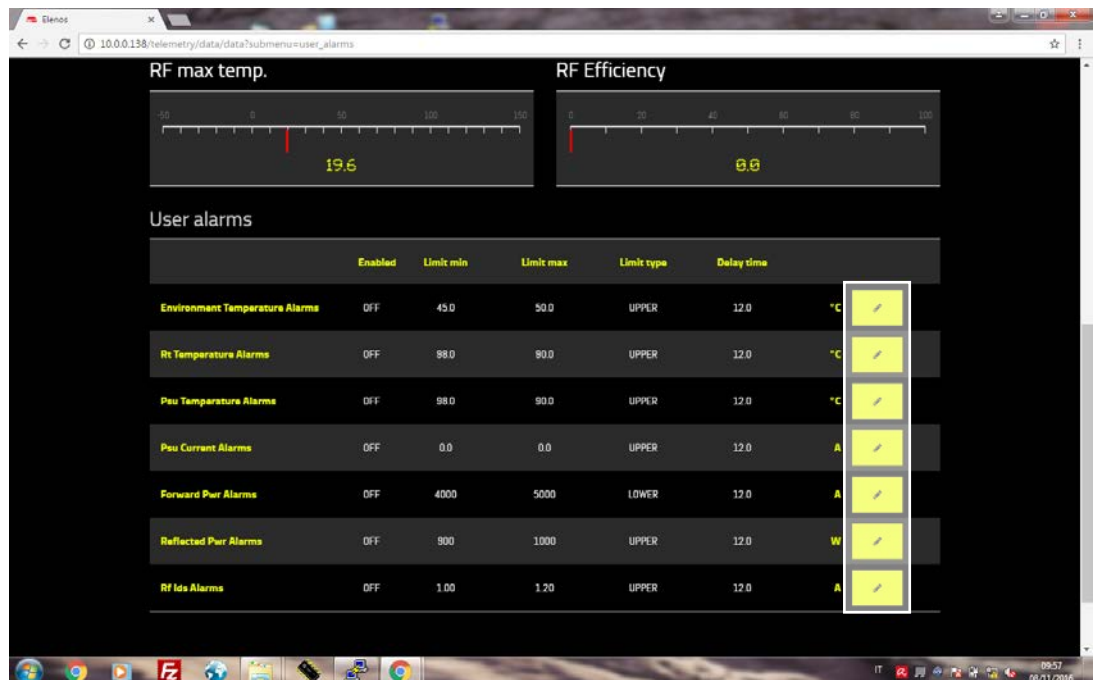 Elenos
10.0.0.138/telemetry/data/data?submenu=user_alarms
RF max temp. RF Efficiency
-50 0 50 100 150 0 20 40 60 80 100
19.6 0.0
User alarms
Enabled Limit min Limit max Limit type Delay time
Environment Temperature Alarms OFF 45.0 50.0 UPPER 12.0 °C
Rt Temperature Alarms OFF 98.0 90.0 UPPER 12.0 °C
Psu Temperature Alarms OFF 98.0 90.0 UPPER 12.0 °C
Psu Current Alarms OFF 0.0 0.0 UPPER 12.0 A
Forward Pwr Alarms OFF 4000 5000 LOWER 12.0 A
Reflected Pwr Alarms OFF 900 1000 UPPER 12.0 W
Rf Ids Alarms OFF 1.00 1.20 UPPER 12.0 A
Fz IT 09:57
08/11/2016